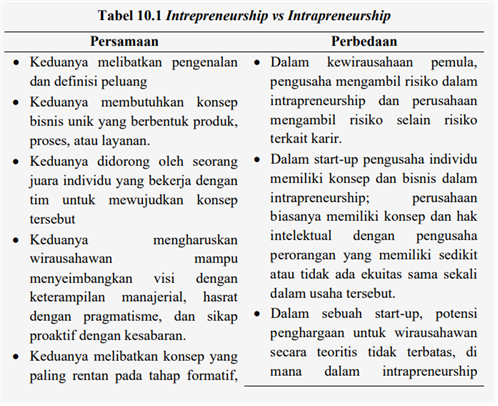 Tabel 10.1 Intrepreneurship vs Intrapreneurship
Persamaan
• Keduanya melibatkan pengenalan
dan definisi peluang
• Keduanya membutuhkan konsep
bisnis unik yang berbentuk produk,
proses, atau layanan.
• Keduanya didorong oleh seorang
juara individu yang bekerja dengan
tim untuk mewujudkan konsep
tersebut
• Keduanya mengharuskan
wirausahawan mampu
menyeimbangkan visi dengan
keterampilan manajerial, hasrat
dengan pragmatisme, dan sikap
proaktif dengan kesabaran.
• Keduanya melibatkan konsep yang
paling rentan pada tahap formatif,
Perbedaan
• Dalam kewirausahaan pemula,
pengusaha mengambil risiko dalam
intrapreneurship dan perusahaan
mengambil risiko selain risiko
terkait karir.
• Dalam start-up pengusaha individu
memiliki konsep dan bisnis dalam
intrapreneurship; perusahaan
biasanya memiliki konsep dan hak
intelektual dengan pengusaha
perorangan yang memiliki sedikit
atau tidak ada ekuitas sama sekali
dalam usaha tersebut.
• Dalam sebuah start-up, potensi
penghargaan untuk wirausahawan
secara teoritis tidak terbatas, di
mana dalam intrapreneurship